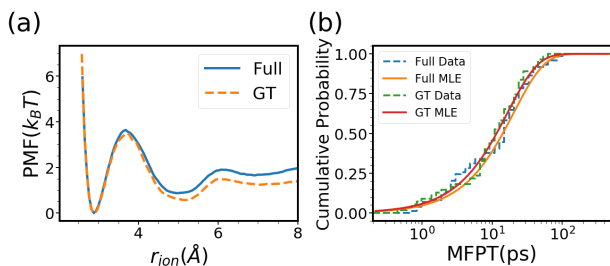 (a)
PMF(k_BT)
6
4
2
0
4
6
8
r_ion(Å)
Full
GT
(b)
Cumulative Probability
1.00
0.75
0.50
0.25
0.00
10^0
10^1
10^2
MFPT(ps)
Full Data
Full MLE
GT Data
GT MLE